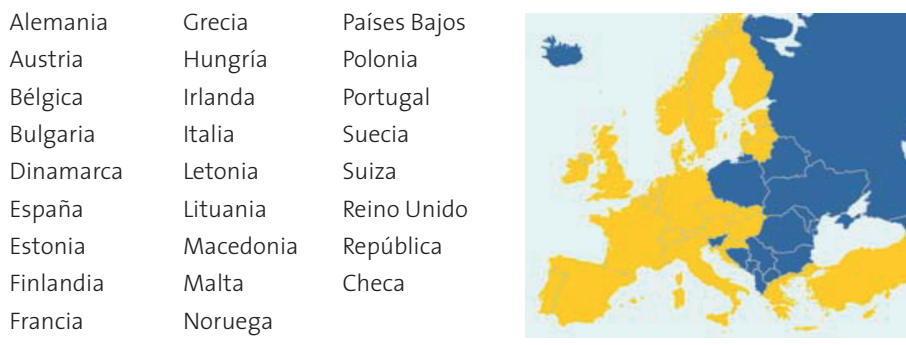 Alemania
Austria
Bélgica
Bulgaria
Dinamarca
España
Estonia
Finlandia
Francia
Grecia
Hungría
Irlanda
Italia
Letonia
Lituania
Macedonia
Malta
Noruega
Países Bajos
Polonia
Portugal
Suecia
Suiza
Reino Unido
República
Checa